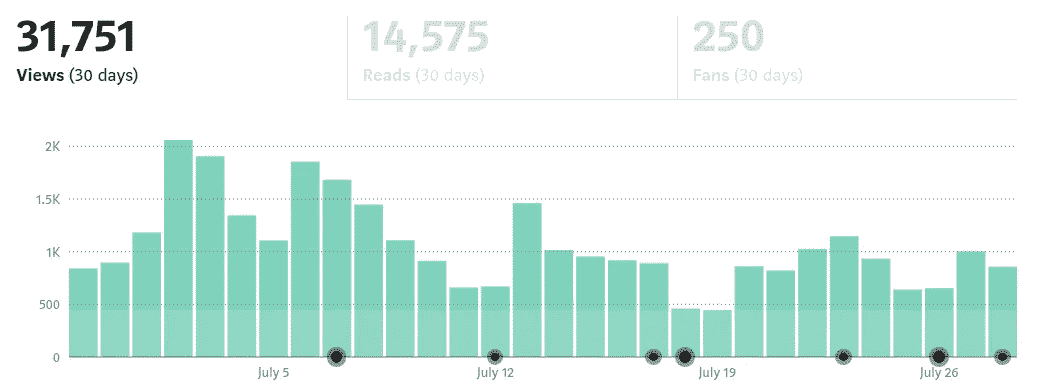 31,751
Views (30 days)
14,575
Reads (30 days)
250
Fans (30 days)
2K
1.5K
1K
500
0
July 5
July 12
July 19
July 26